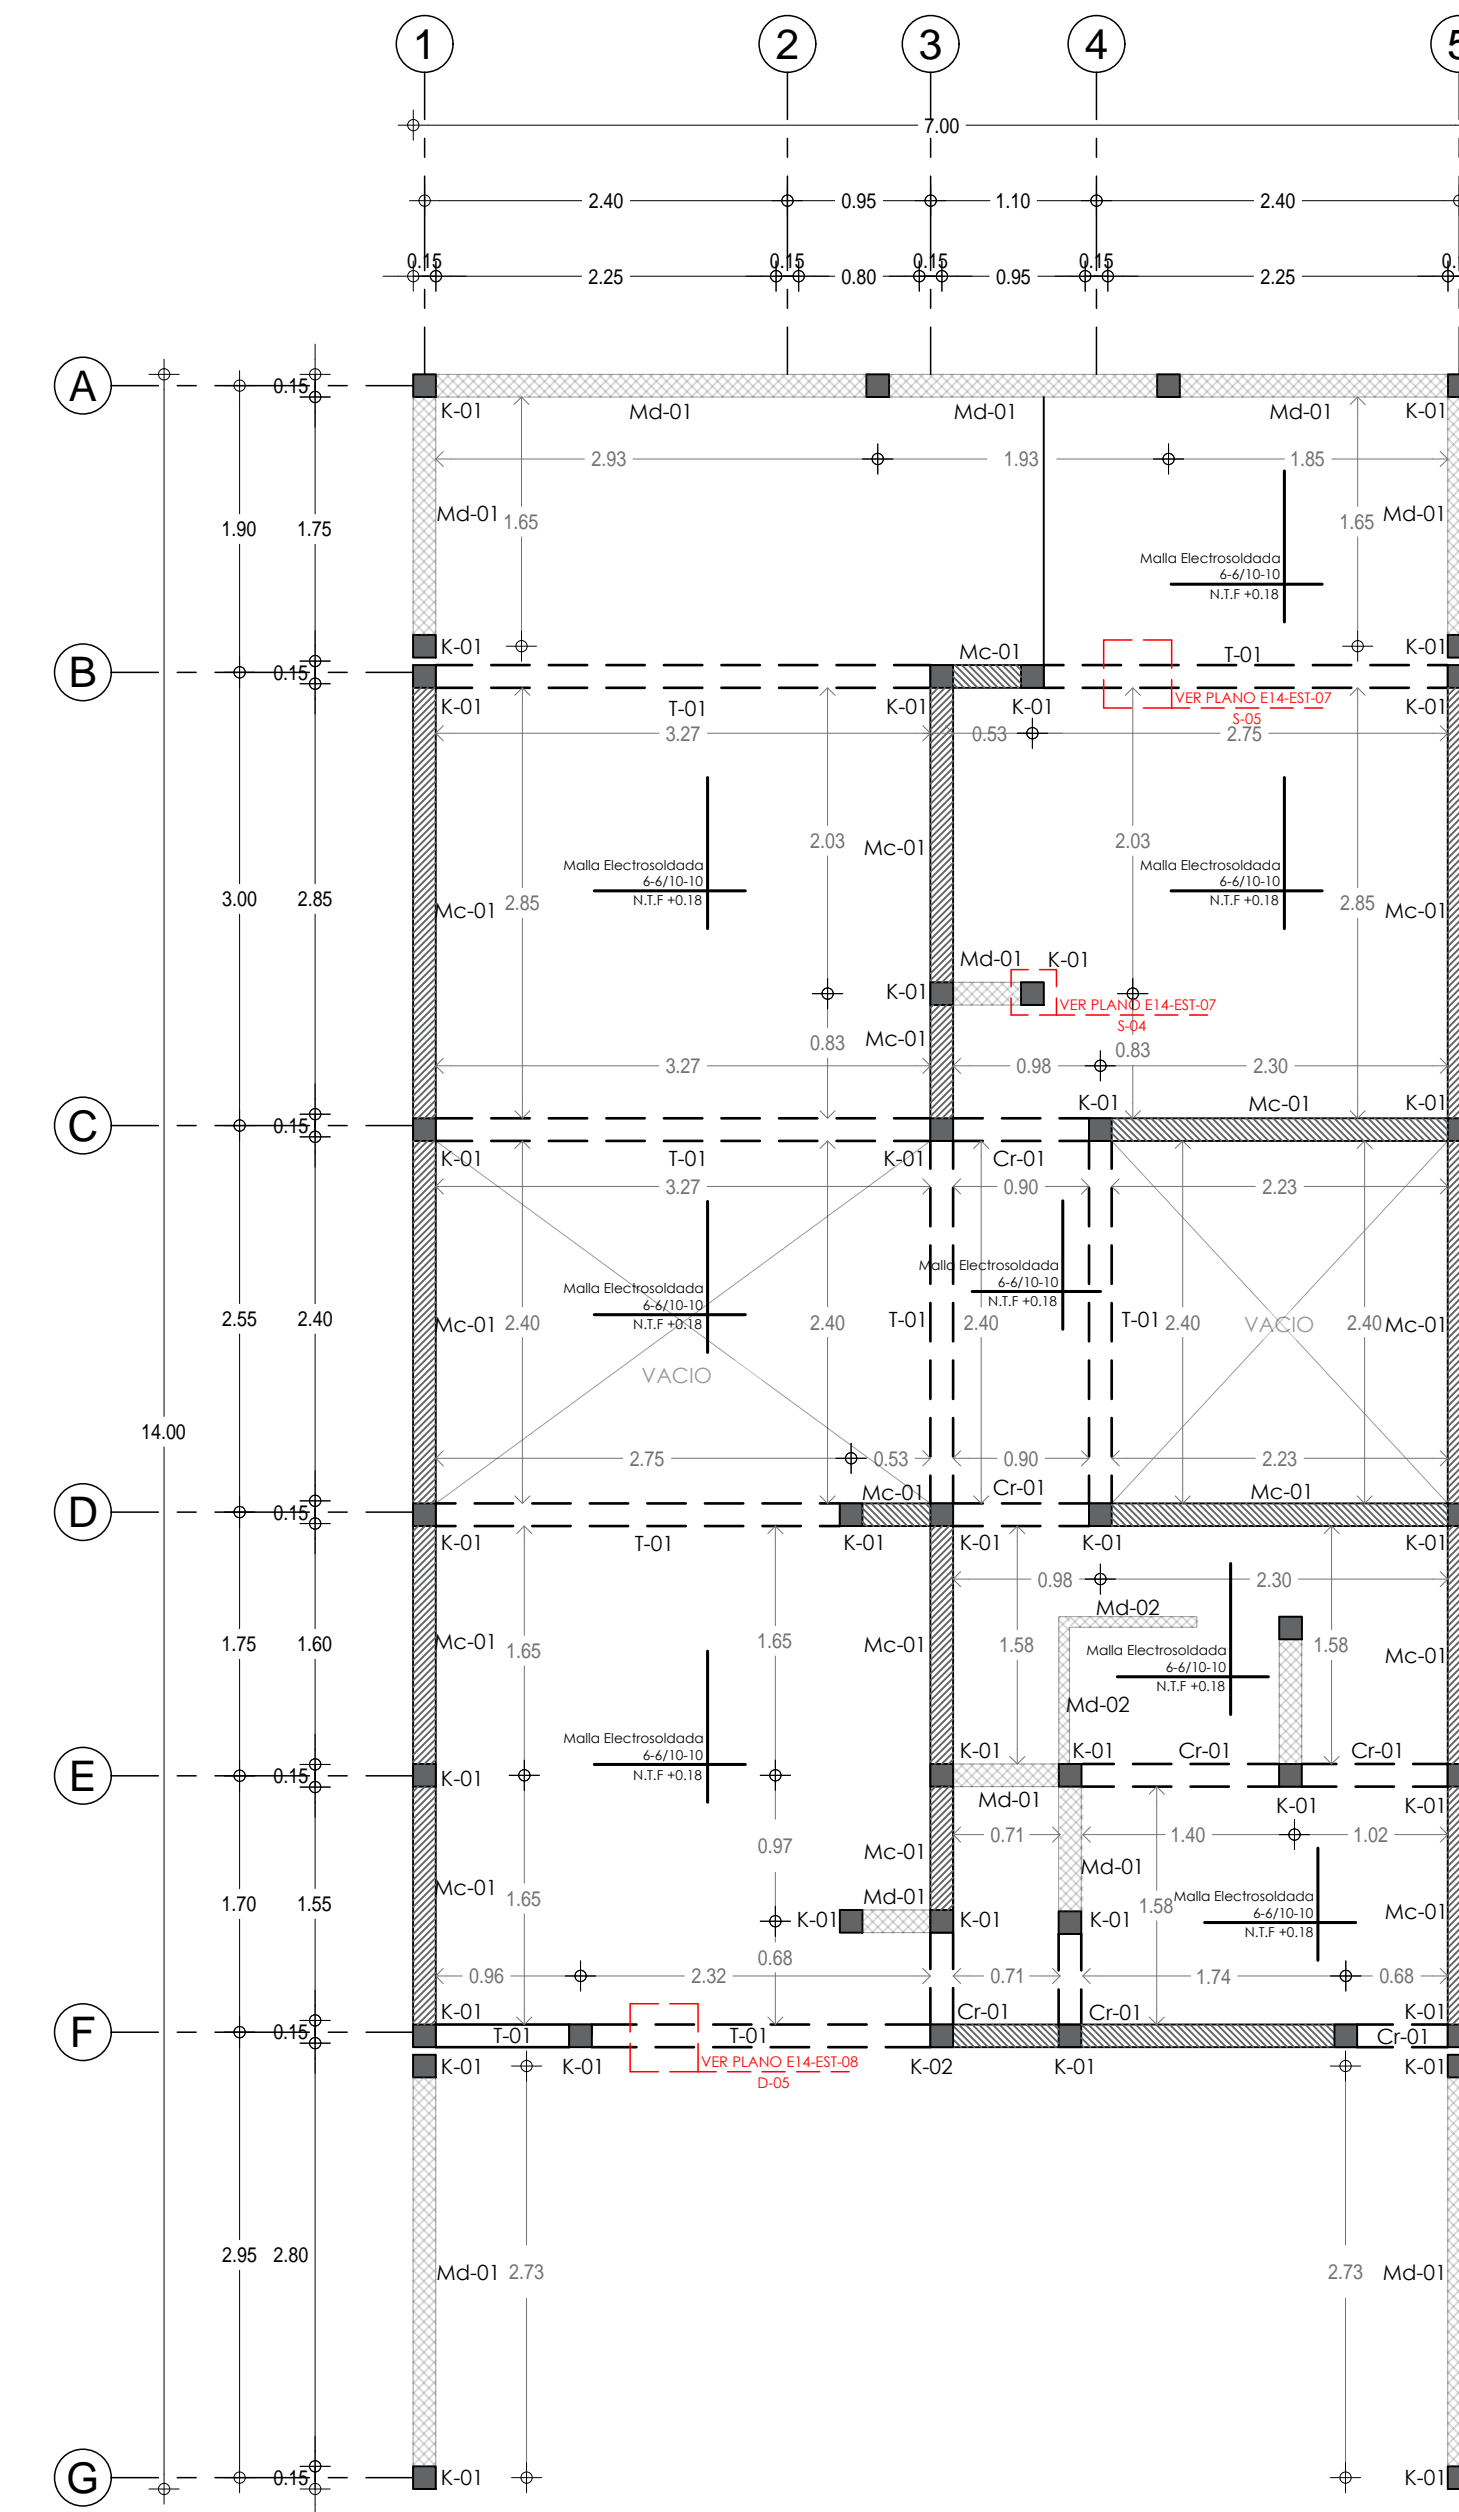 1 2 3 4 5
7.00
2.40 0.95 1.10 2.40
0.15 0.15 0.15 0.15
2.25 0.80 0.95 2.25
A 0.15
K-01 Md-01 Md-01 Md-01 K-01
2.93 1.93 1.85
1.90 1.75 Md-01 1.65 1.65 Md-01
Malla Electrosoldada
6-6/10-10
N.T.F +0.18
K-01 Mc-01 T-01 K-01
B 0.15
K-01 T-01 K-01 K-01 K-01
VER PLANO E14-EST-07
S-05
3.27 0.53 2.75
2.03 Mc-01 2.03
Malla Electrosoldada
6-6/10-10
N.T.F +0.18
Malla Electrosoldada
6-6/10-10
N.T.F +0.18
3.00 2.85 Mc-01 2.85 2.85 Mc-01
Md-01 K-01
K-01
VER PLANO E14-EST-07
S-04
0.83 Mc-01 0.83
3.27 0.98 2.30
K-01 Mc-01 K-01
C 0.15
K-01 T-01 K-01 Cr-01
3.27 0.90 2.23
Malla Electrosoldada
6-6/10-10
N.T.F +0.18
Malla Electrosoldada
6-6/10-10
N.T.F +0.18
2.55 2.40 Mc-01 2.40 2.40 T-01 2.40 T-01 2.40 VACIO 2.40 Mc-01
VACIO
14.00
2.75 0.53 0.90 2.23
Mc-01 Cr-01 Mc-01
D 0.15
K-01 T-01 K-01 K-01 K-01 K-01
0.98 2.30
Md-02
1.75 1.60 Mc-01 1.65 1.65 Mc-01 1.58 1.58 Mc-01
Malla Electrosoldada
6-6/10-10
N.T.F +0.18
Md-02
Malla Electrosoldada
6-6/10-10
N.T.F +0.18
K-01 K-01 Cr-01 Cr-01
E 0.15 K-01
Md-01 K-01 K-01
0.71 1.40 1.02
0.97 Mc-01 Md-01
1.70 1.55 Mc-01 1.65 Md-01 1.58 Mc-01
Malla Electrosoldada
6-6/10-10
N.T.F +0.18
K-01 K-01 K-01
0.68
0.96 2.32 0.71 1.74 0.68
K-01 Cr-01 Cr-01 K-01
F 0.15 T-01 T-01 Cr-01
K-01 K-01 K-02 K-01 K-01
VER PLANO E14-EST-08
D-05
2.95 2.80
Md-01 2.73 2.73 Md-01
G 0.15 K-01 K-01